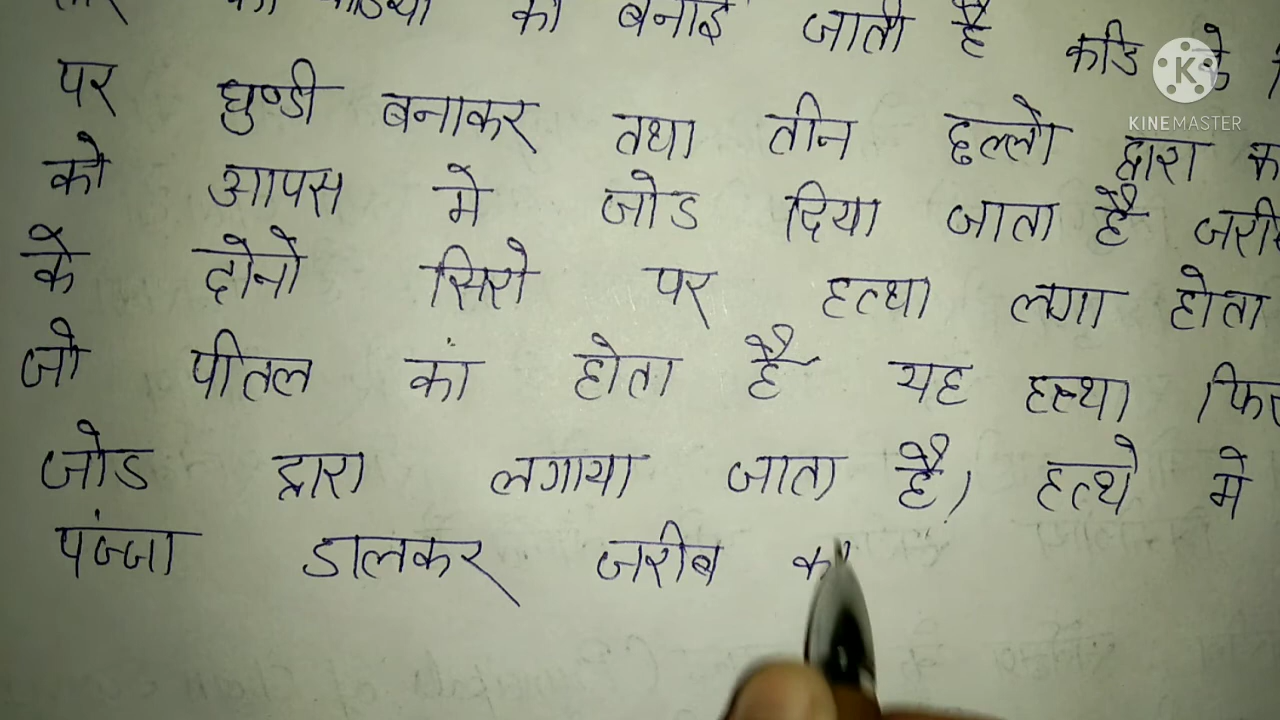 की बनाई जाती है कडि के
पर घुण्डी बनाकर तथा तीन छल्लो द्वारा
को आपस मे जोड दिया जाता है
के दोनो सिरो पर हत्था लगा होता
जो पीतल कां होता है यह हत्था
जोड द्वारा लगाया जाता है। हत्थे मे
पंज्जा डालकर जरीब
KINEMASTER